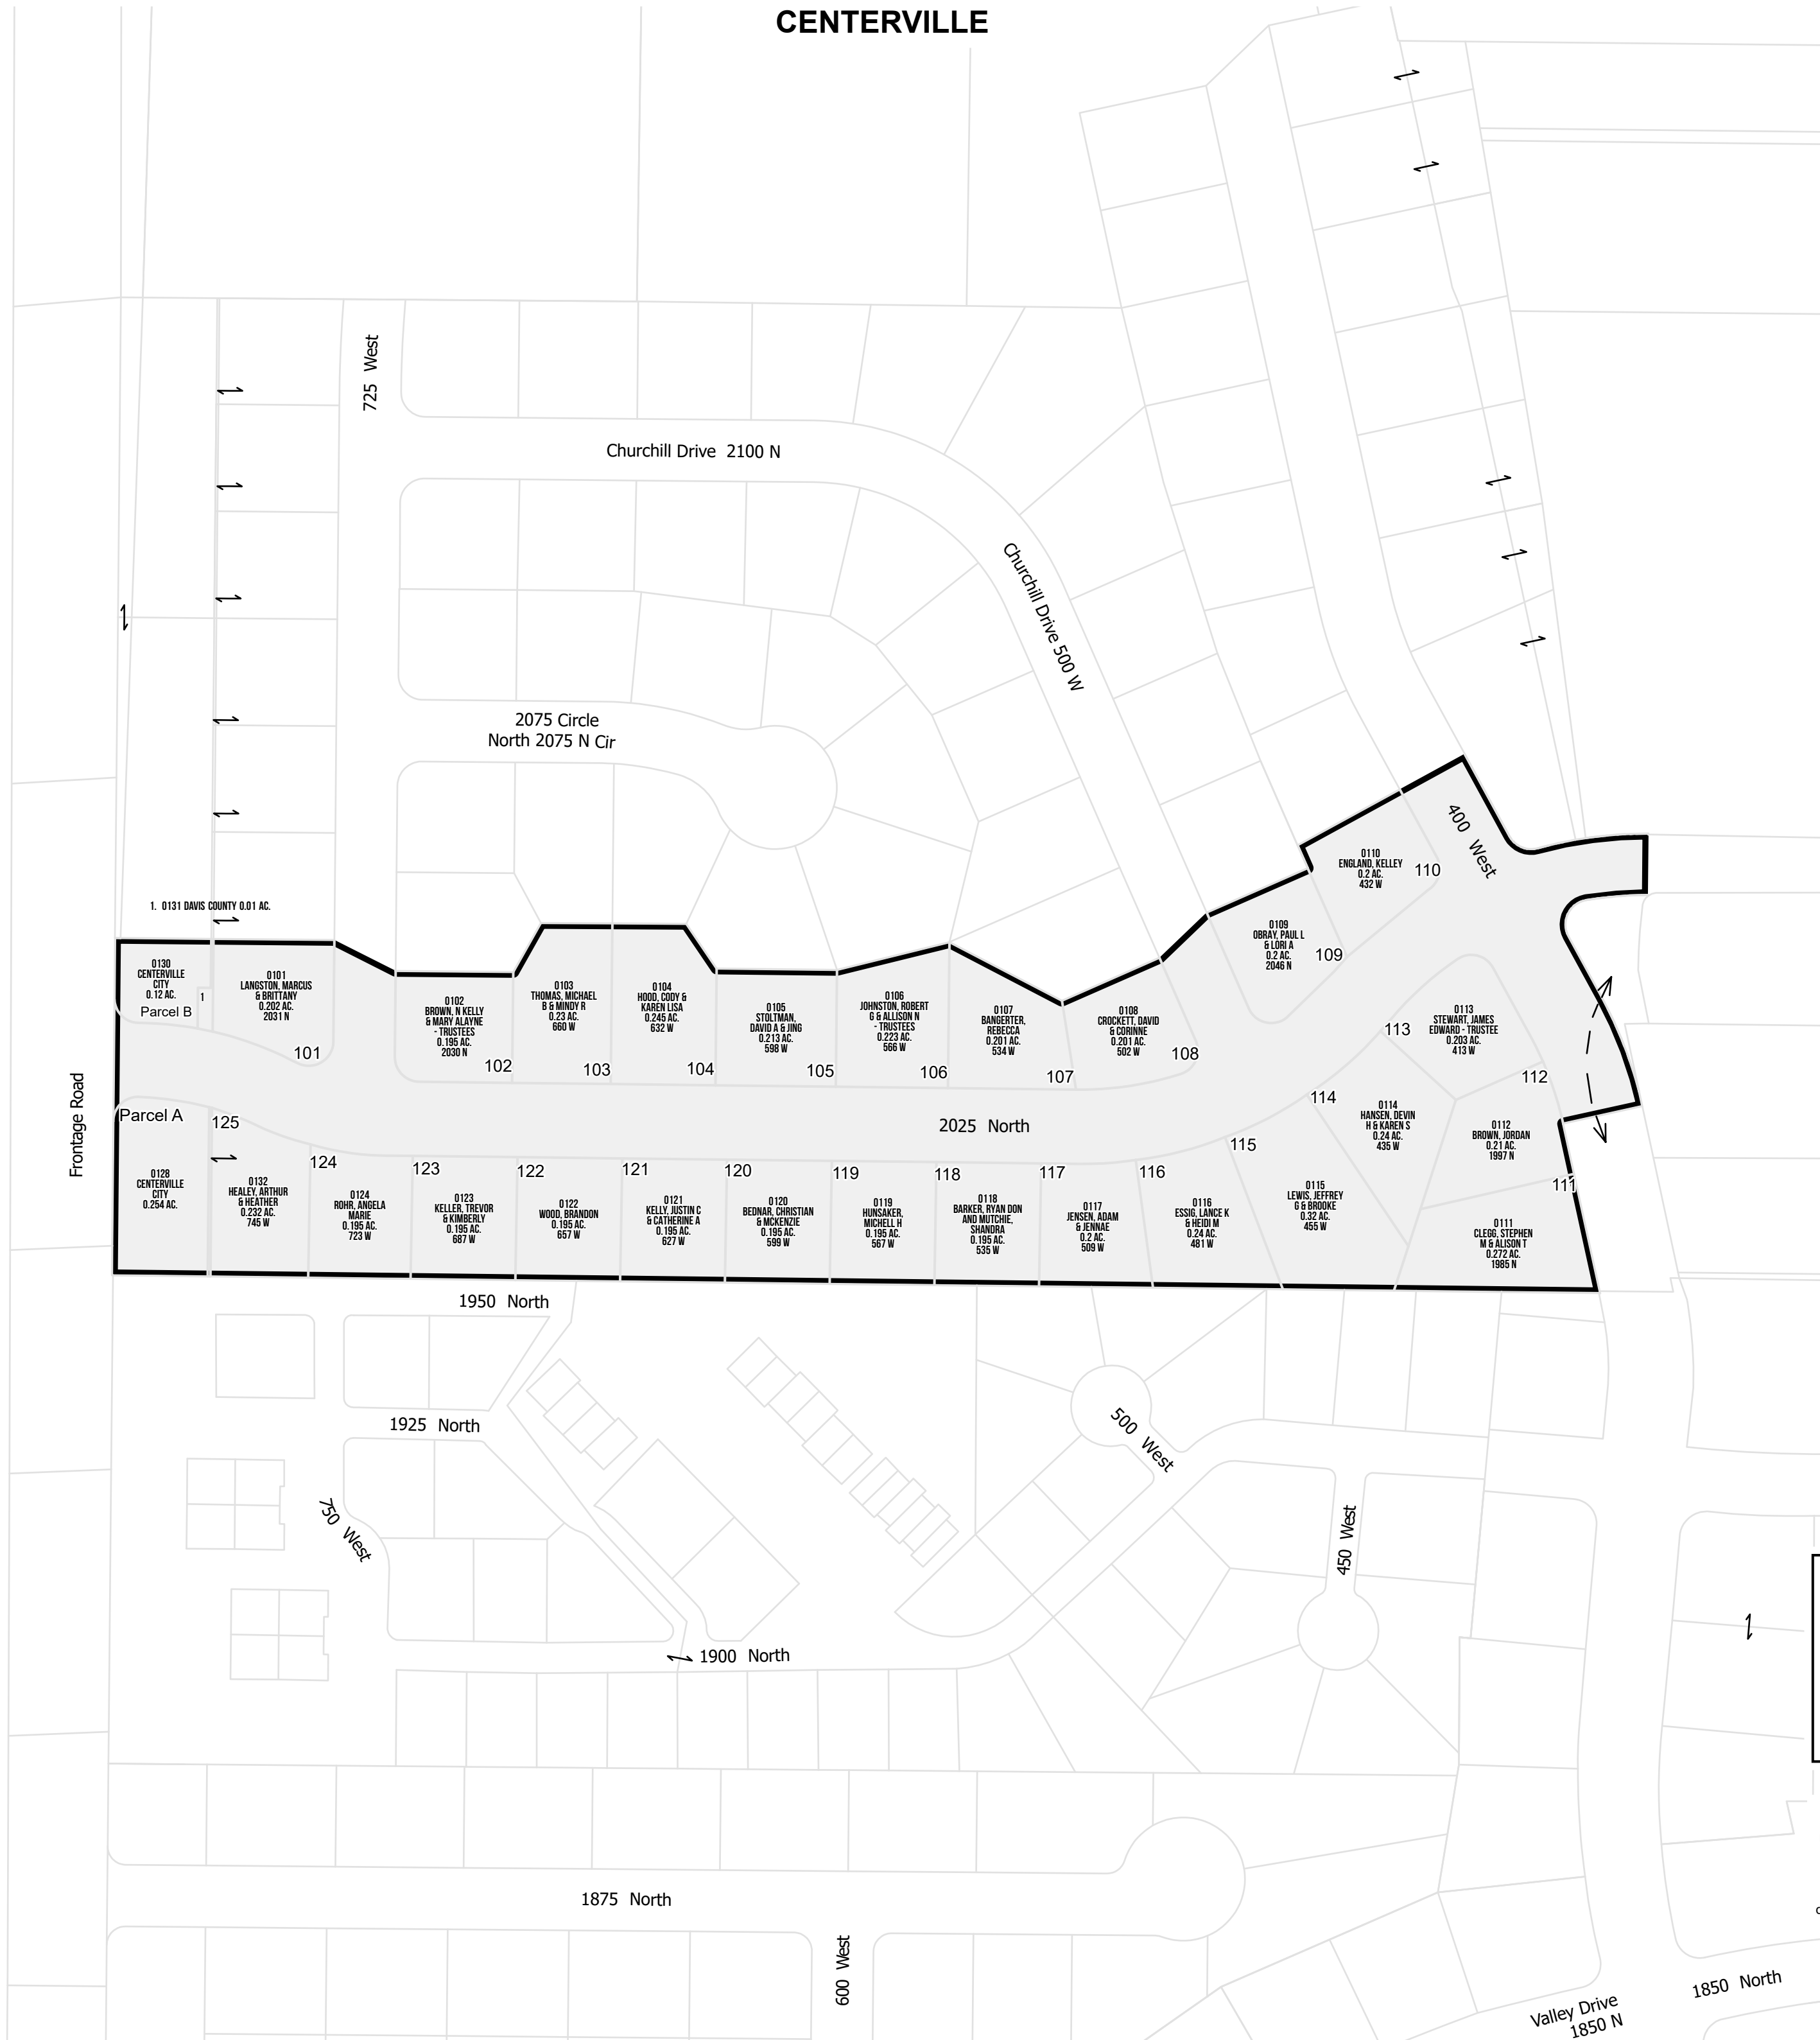 CENTERVILLE
725 West
Churchill Drive 2100 N
Churchill Drive 500 W
2075 Circle
North 2075 N Cir
400 West
1. 0131 DAVIS COUNTY 0.01 AC.
0130
CENTERVILLE
CITY
0.12 AC.
Parcel B
1
0101
LANGSTON, MARCUS
& BRITTANY
0.202 AC.
2031 N
101
0102
BROWN, N KELLY
& MARY ALAYNE
- TRUSTEES
0.195 AC.
2030 N
102
0103
THOMAS, MICHAEL
B & MINDY R
0.23 AC.
660 W
103
0104
HOOD, CODY &
KAREN LISA
0.245 AC.
632 W
104
0105
STOLTMAN,
DAVID A & JING
0.213 AC.
598 W
105
0106
JOHNSTON, ROBERT
G & ALLISON N
- TRUSTEES
0.223 AC.
566 W
106
0107
BANGERTER,
REBECCA
0.201 AC.
534 W
107
0108
CROCKETT, DAVID
& CORINNE
0.201 AC.
502 W
108
0109
OBRAY, PAUL L
& LORI A
0.2 AC.
2046 N
109
0110
ENGLAND, KELLEY
0.2 AC.
432 W
110
0113
STEWART, JAMES
EDWARD - TRUSTEE
0.203 AC.
413 W
113
112
0114
HANSEN, DEVIN
H & KAREN S
0.24 AC.
435 W
114
0112
BROWN, JORDAN
0.21 AC.
1997 N
111
0111
CLEGG, STEPHEN
M & ALISON T
0.272 AC.
1985 N
115
0115
LEWIS, JEFFREY
G & BROOKE
0.32 AC.
455 W
2025 North
Frontage Road
Parcel A
0128
CENTERVILLE
CITY
0.254 AC.
125
0132
HEALEY, ARTHUR
& HEATHER
0.232 AC.
745 W
124
0124
ROHR, ANGELA
MARIE
0.195 AC.
723 W
123
0123
KELLER, TREVOR
& KIMBERLY
0.195 AC.
687 W
122
0122
WOOD, BRANDON
0.195 AC.
657 W
121
0121
KELLY, JUSTIN C
& CATHERINE A
0.195 AC.
627 W
120
0120
BEDNAR, CHRISTIAN
& MCKENZIE
0.195 AC.
599 W
119
0119
HUNSAKER,
MICHELL H
0.195 AC.
567 W
118
0118
BARKER, RYAN DON
AND MUTCHIE,
SHANDRA
0.195 AC.
535 W
117
0117
JENSEN, ADAM
& JENNAE
0.2 AC.
509 W
116
0116
ESSIG, LANCE K
& HEIDI M
0.24 AC.
481 W
1950 North
1925 North
750 West
500 West
450 West
1900 North
1875 North
600 West
1850 North
Valley Drive
1850 N